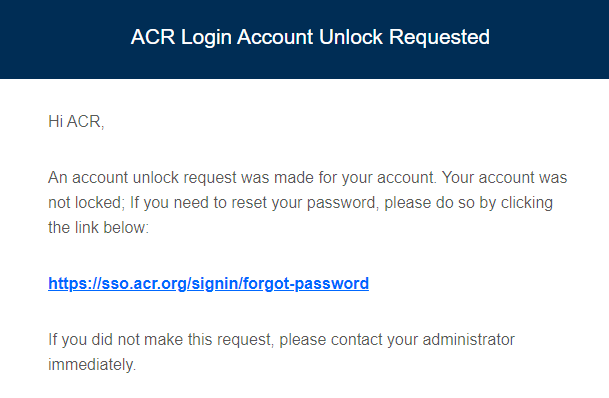 ACR Login Account Unlock Requested
Hi ACR,
An account unlock request was made for your account. Your account was
not locked; If you need to reset your password, please do so by clicking
the link below:
https://sso.acr.org/signin/forgot-password
If you did not make this request, please contact your administrator
immediately.